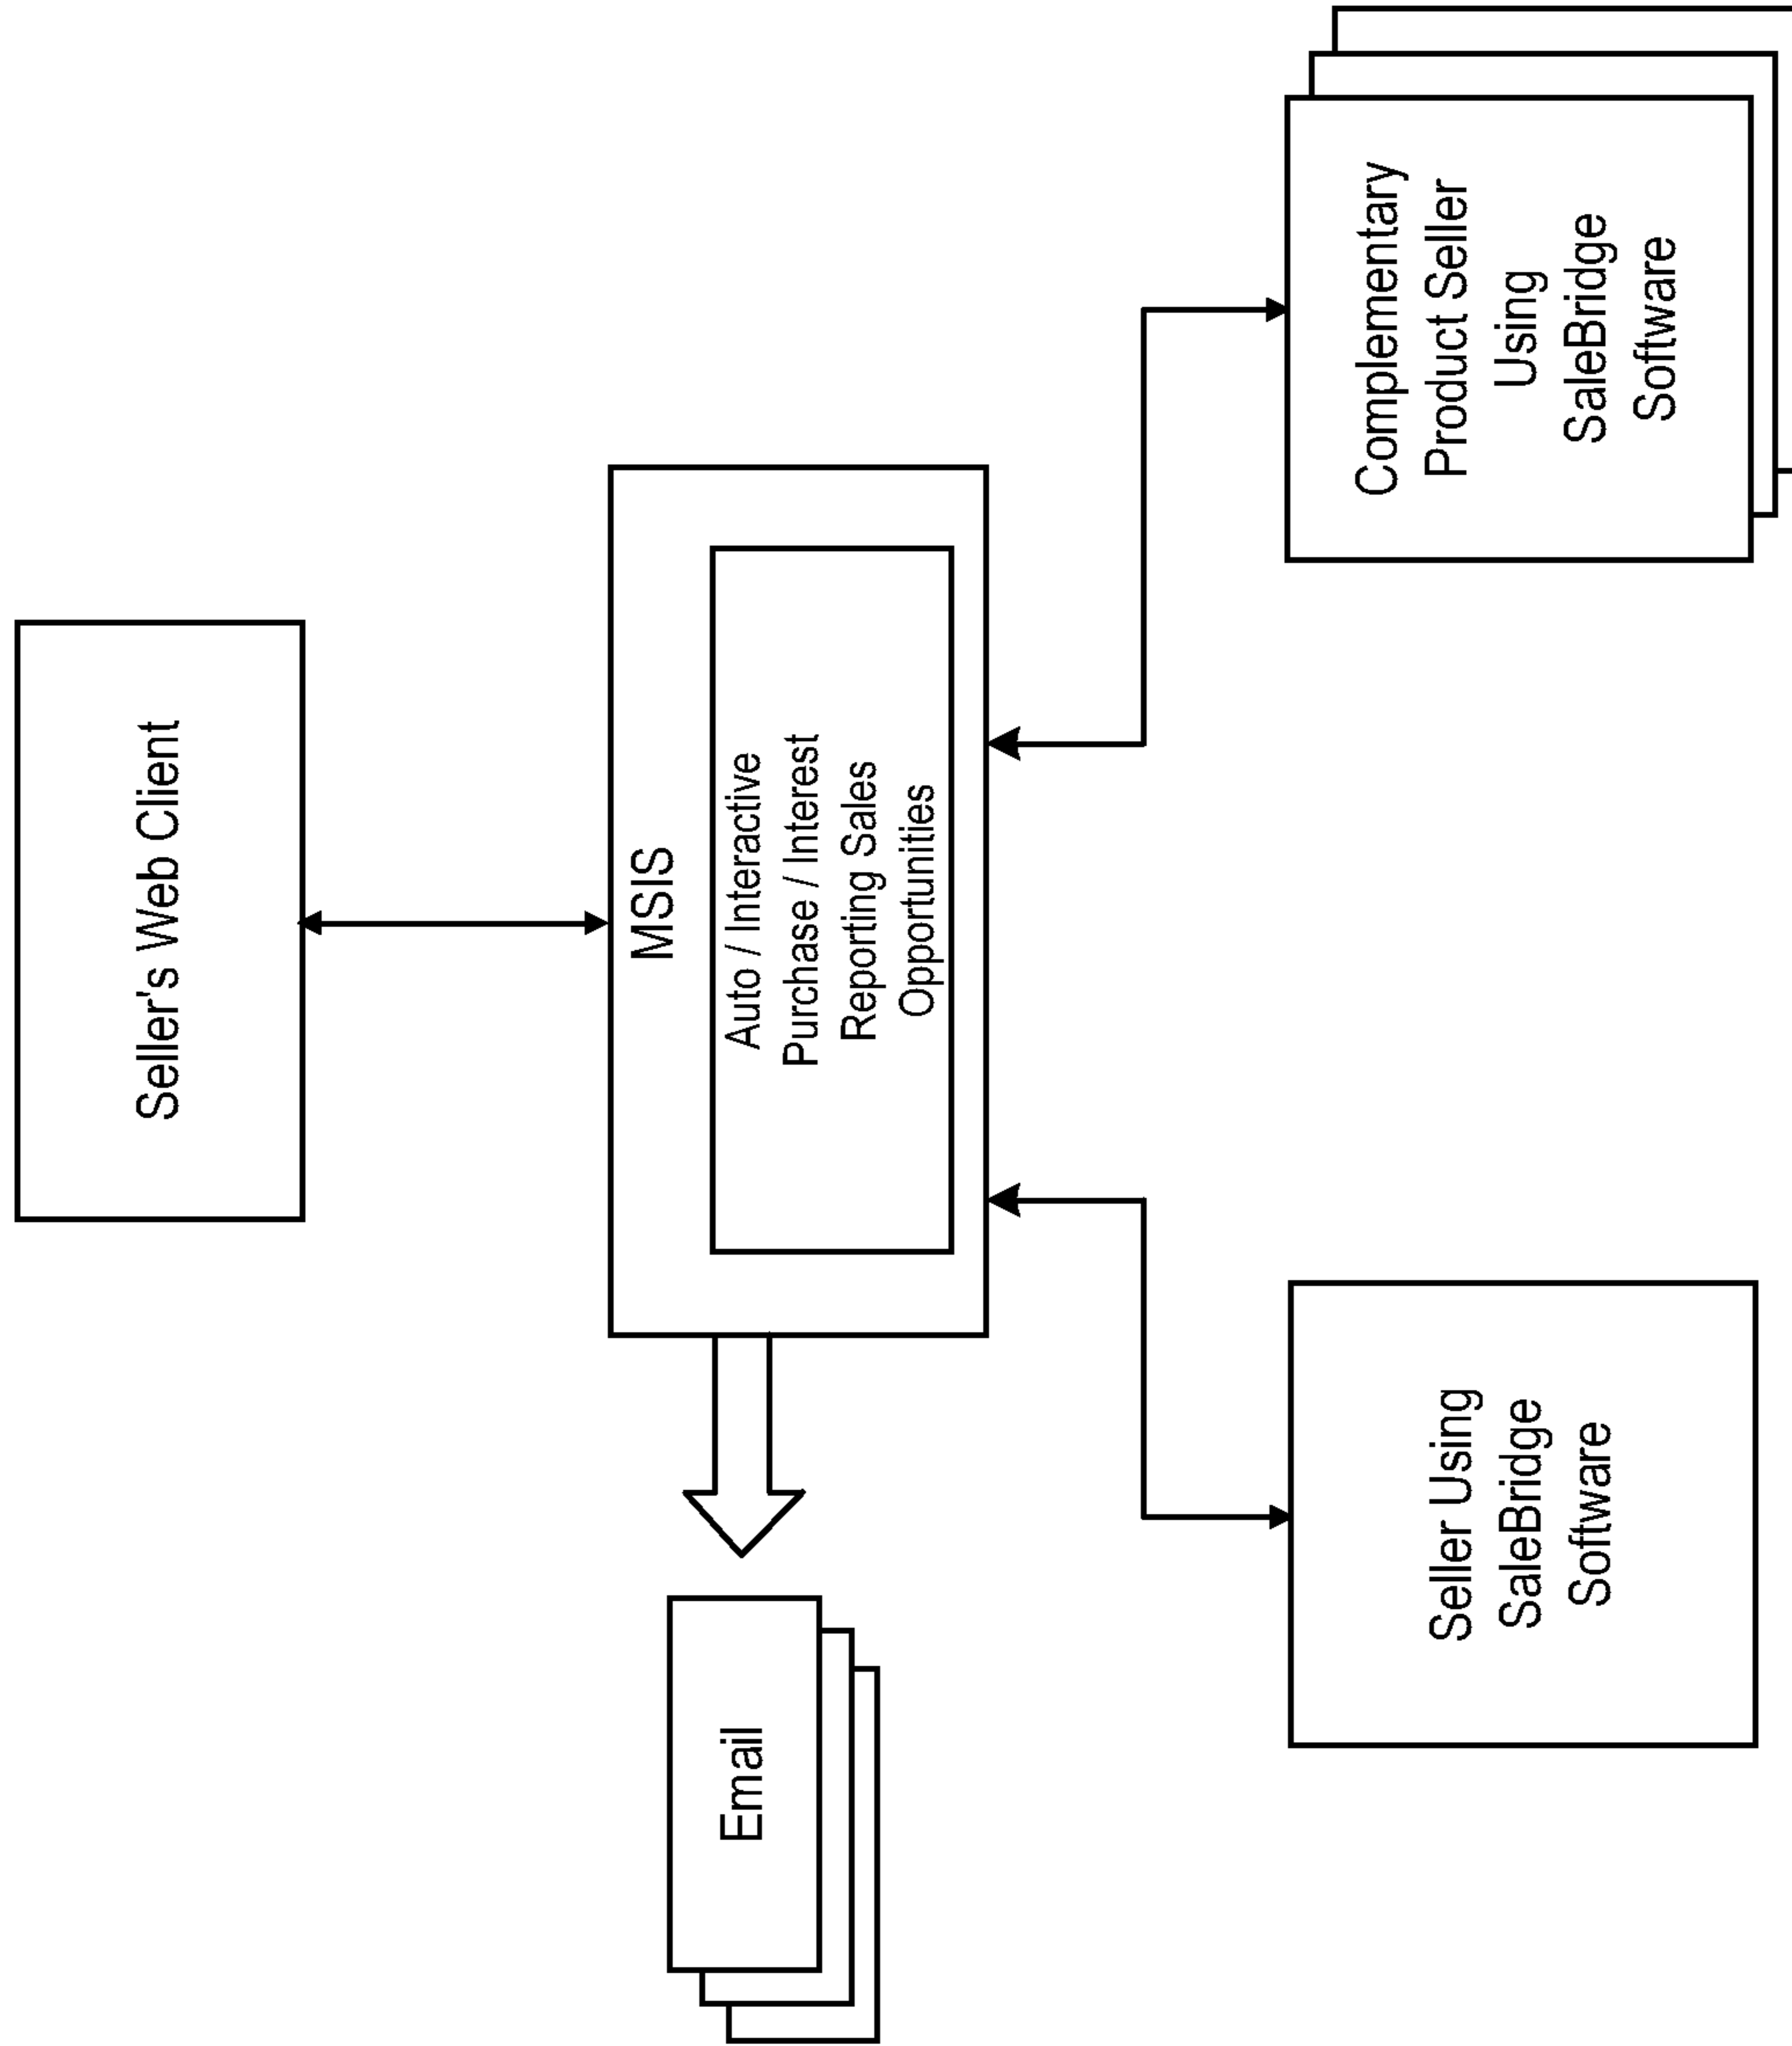 Seller's Web Client
MSIS
Auto / Interactive
Purchase / Interest
Reporting Sales
Opportunities
Email
Seller Using
SaleBridge
Software
Complementary
Product Seller
Using
SaleBridge
Software